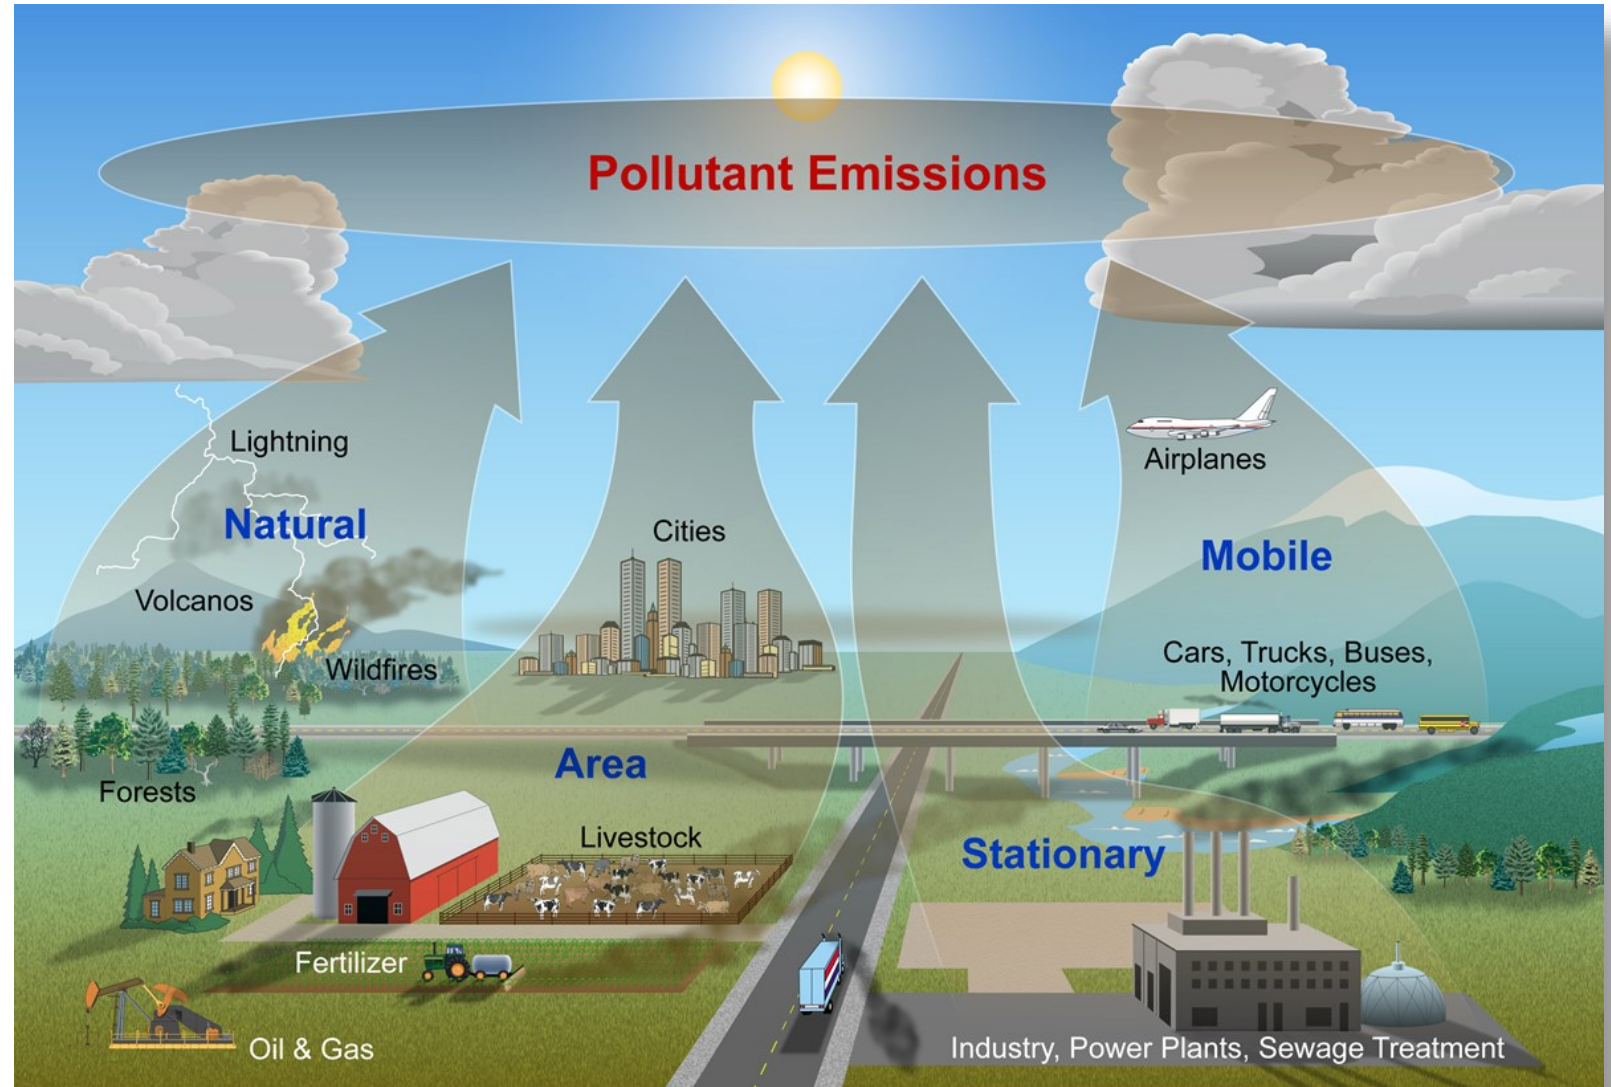 Pollutant Emissions
Lightning
Natural
Volcanos
Wildfires
Forests
Cities
Area
Livestock
Fertilizer
Oil & Gas
Airplanes
Mobile
Cars, Trucks, Buses,
Motorcycles
Stationary
Industry, Power Plants, Sewage Treatment